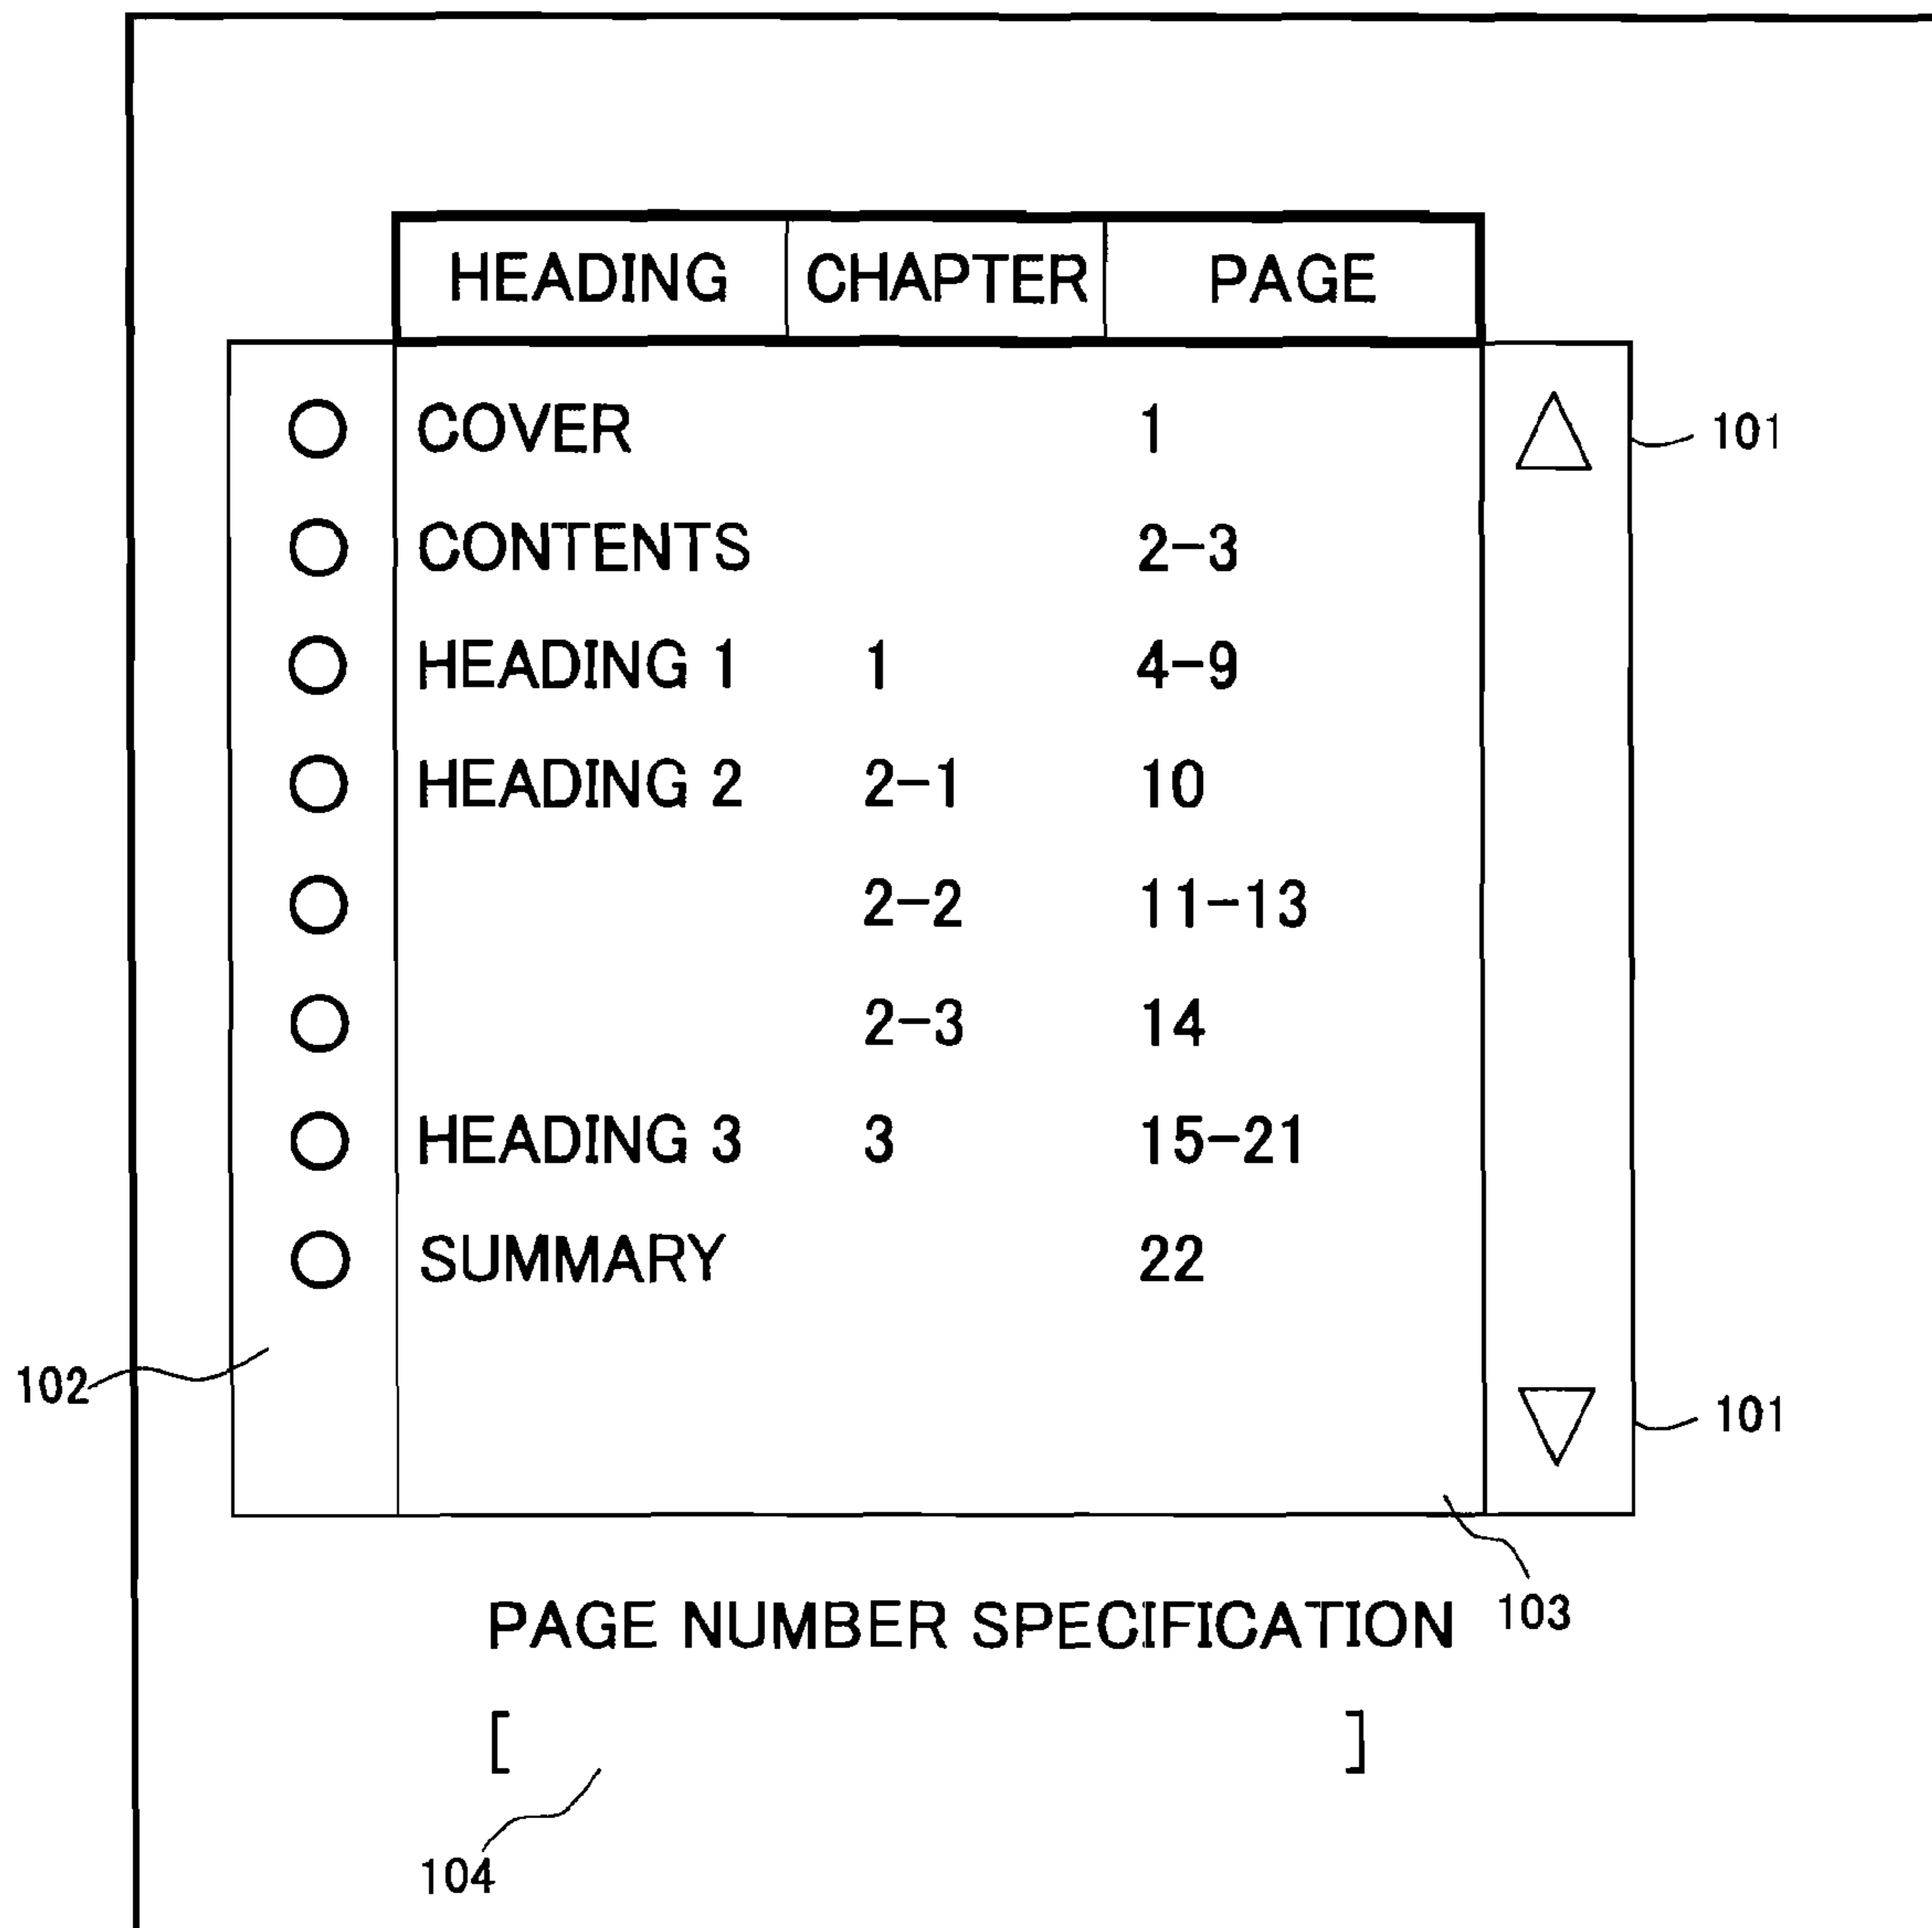 HEADING CHAPTER PAGE
COVER 1
101
CONTENTS 2-3
HEADING 1 1 4-9
HEADING 2 2-1 10
2-2 11-13
2-3 14
HEADING 3 3 15-21
SUMMARY 22
102
101
103
PAGE NUMBER SPECIFICATION
[ ]
104